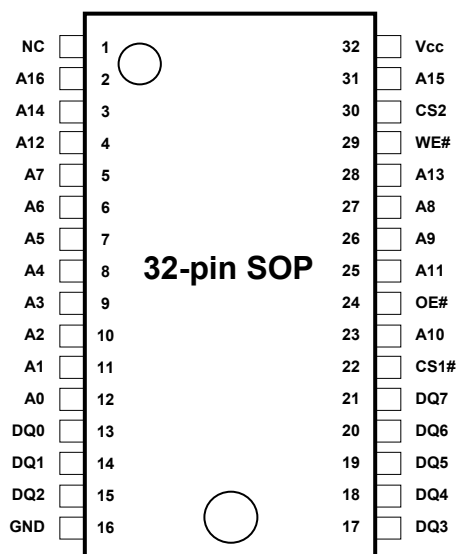 NC 1 32 Vcc
A16 2 31 A15
A14 3 30 CS2
A12 4 29 WE#
A7 5 28 A13
A6 6 27 A8
A5 7 26 A9
A4 8 32-pin SOP 25 A11
A3 9 24 OE#
A2 10 23 A10
A1 11 22 CS1#
A0 12 21 DQ7
DQ0 13 20 DQ6
DQ1 14 19 DQ5
DQ2 15 18 DQ4
GND 16 17 DQ3